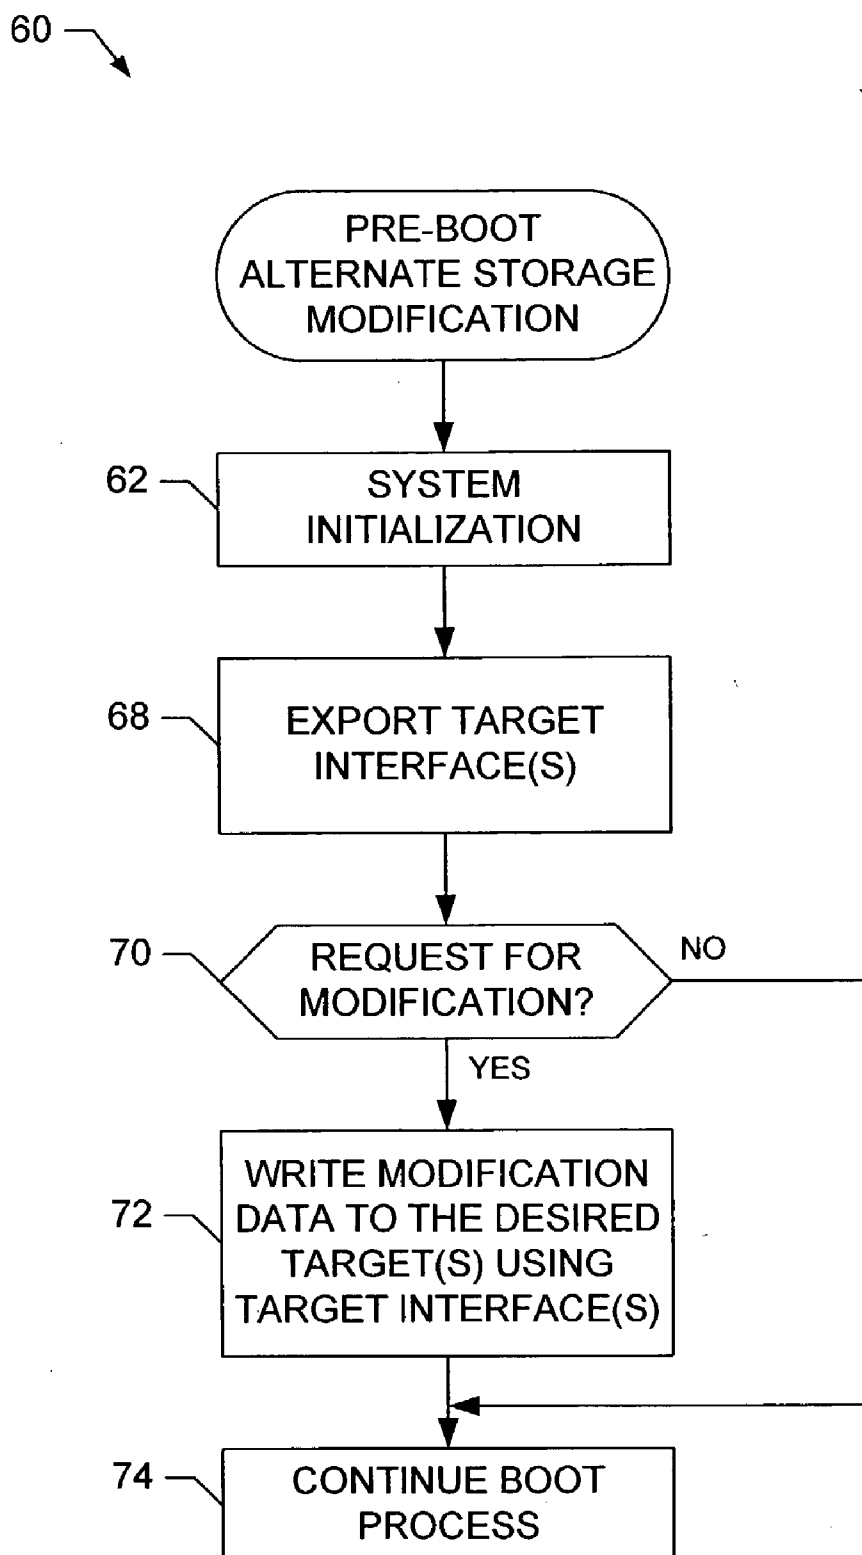 60
PRE-BOOT
ALTERNATE STORAGE
MODIFICATION
62
SYSTEM
INITIALIZATION
68
EXPORT TARGET
INTERFACE(S)
70
REQUEST FOR
MODIFICATION?
NO
YES
72
WRITE MODIFICATION
DATA TO THE DESIRED
TARGET(S) USING
TARGET INTERFACE(S)
74
CONTINUE BOOT
PROCESS